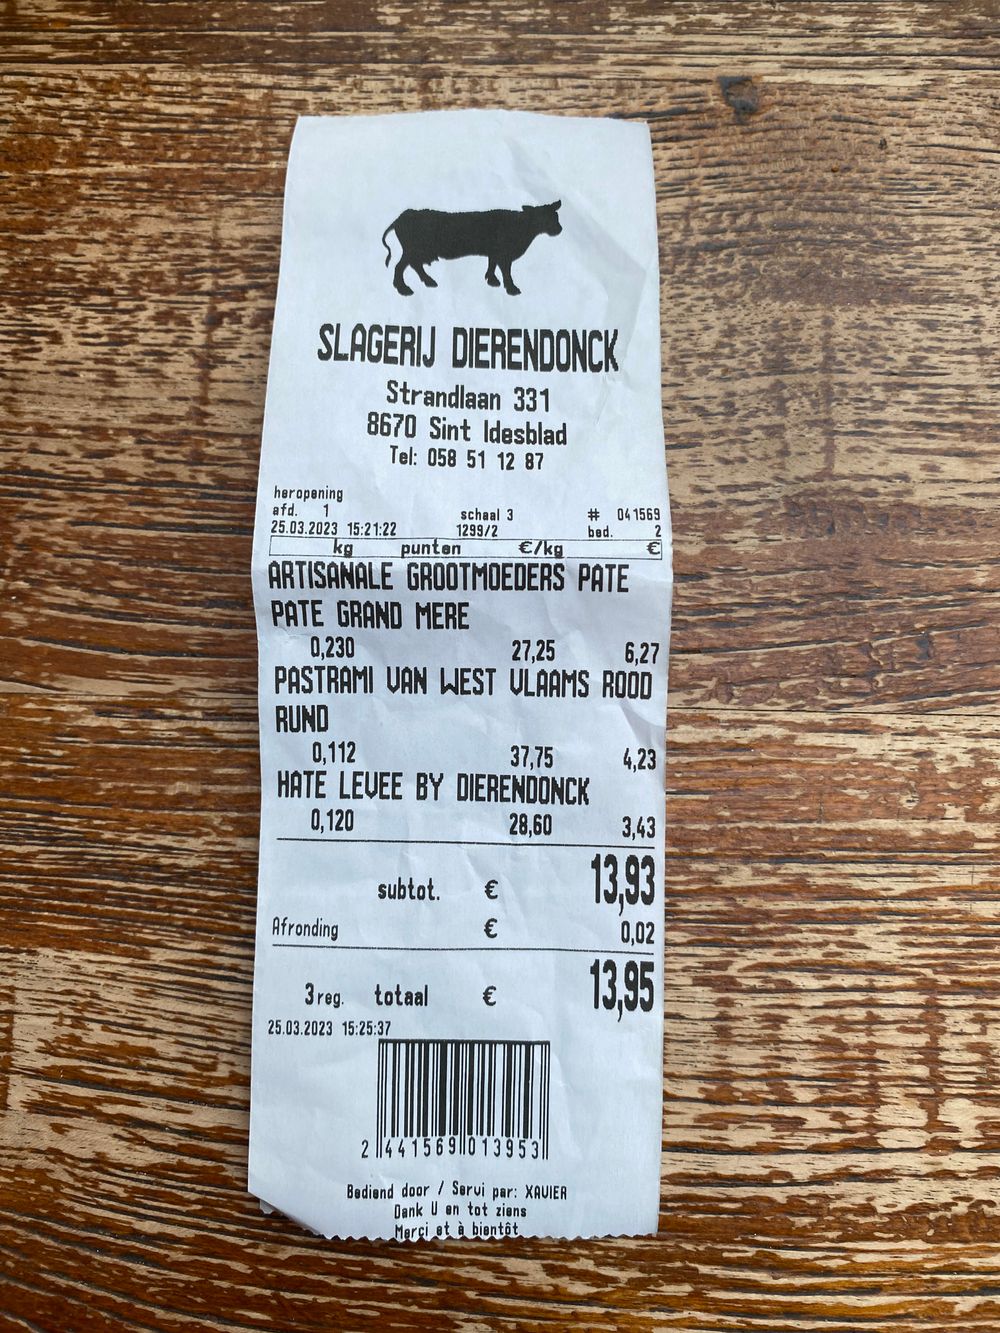 SLAGERIJ DIERENDONCK
Strandlaan 331
8670 Sint Idesblad
Tel: 058 51 12 87
heropening
afd. 1 schaal 3 # 041569
25.03.2023 15:21:22 1299/2 bed. 2
kg punten €/kg €
ARTISANALE GROOTMOEDERS PATE
PATE GRAND MERE
0,230 27,25 6,27
PASTRAMI VAN WEST VLAAMS ROOD
RUND
0,112 37,75 4,23
HATE LEVEE BY DIERENDONCK
0,120 28,60 3,43
subtot. € 13,93
Afronding € 0,02
3reg. totaal € 13,95
25.03.2023 15:25:37
2 441569 013953
Bediend door / Servi par: XAVIER
Dank U en tot ziens
Merci et à bientôt